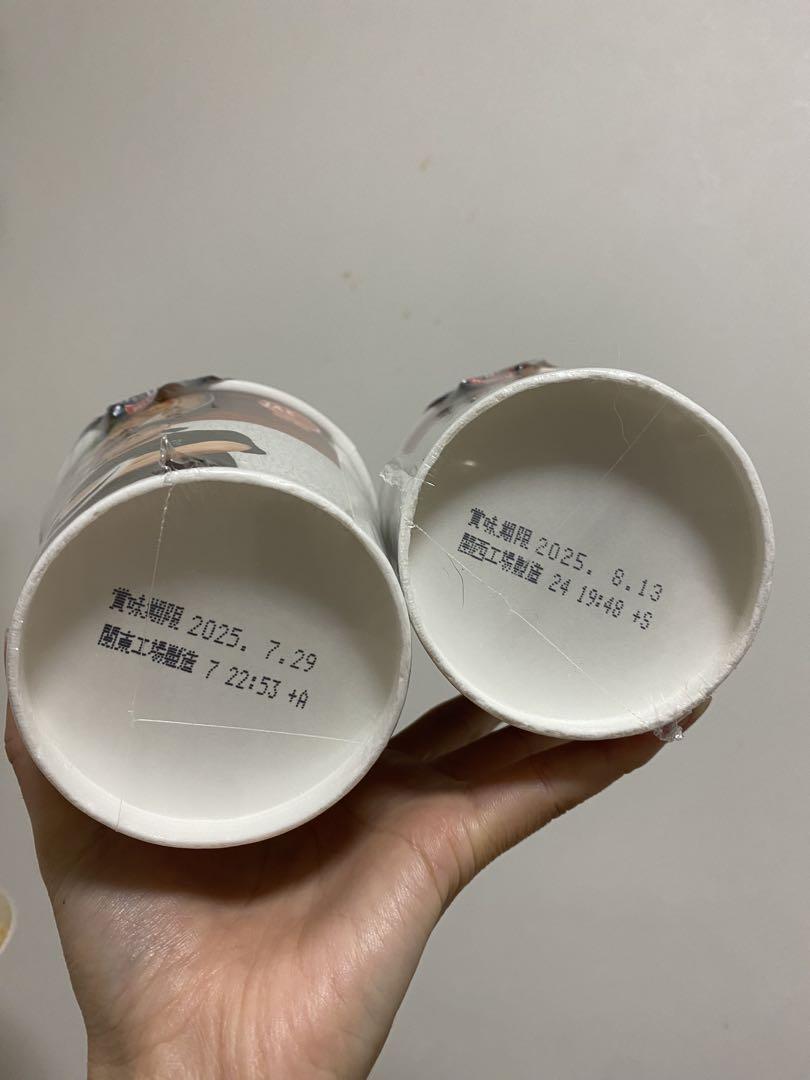 賞味期限 2025. 7.29
関東工場製造 7 22:53 +A
賞味期限 2025. 8.13
関西工場製造 24 19:48 +S